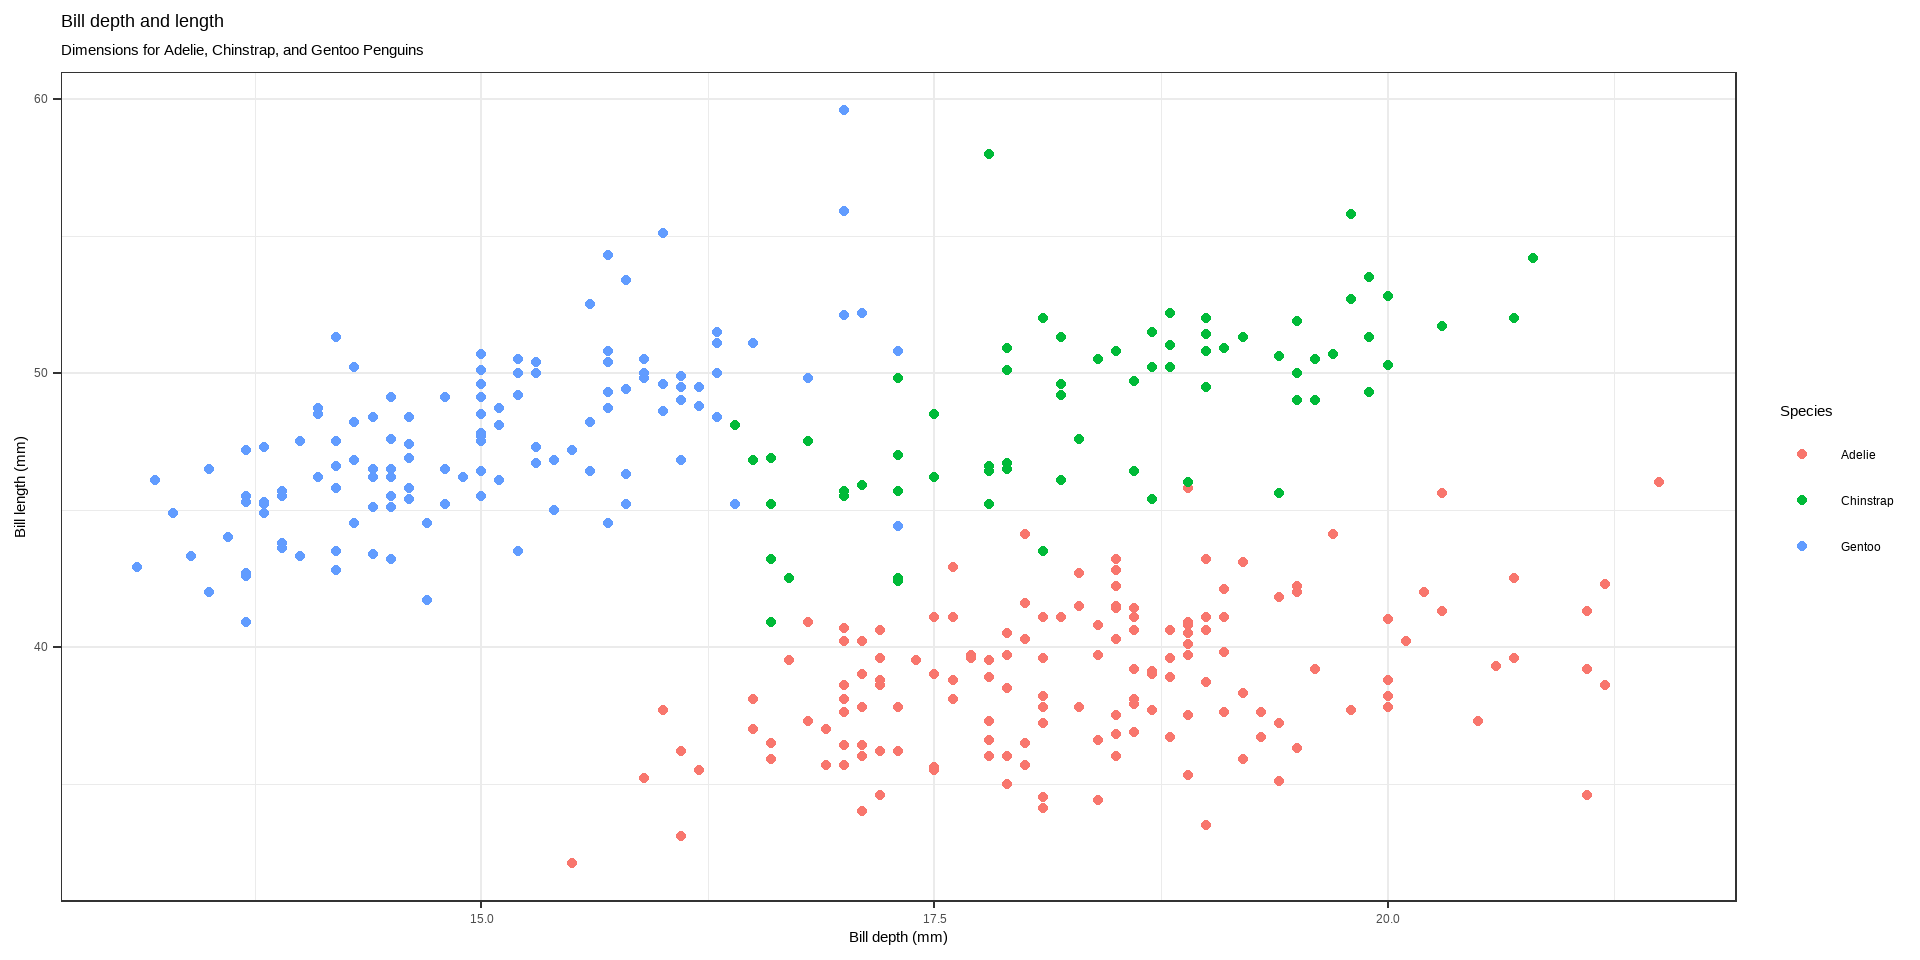 Bill depth and length
Dimensions for Adelie, Chinstrap, and Gentoo Penguins
60
50
40
Bill length (mm)
15.0
17.5
20.0
Bill depth (mm)
Species
Adelie
Chinstrap
Gentoo